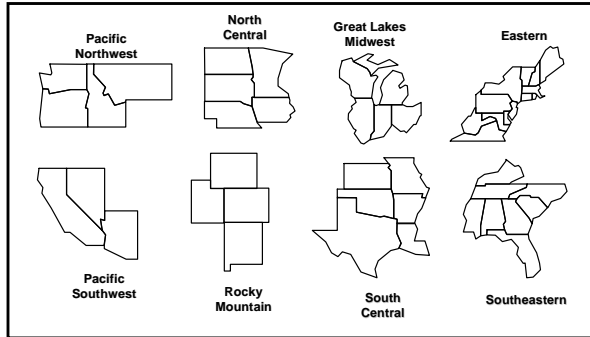 Pacific
Northwest
North
Central
Great Lakes
Midwest
Eastern
Pacific
Southwest
Rocky
Mountain
South
Central
Southeastern